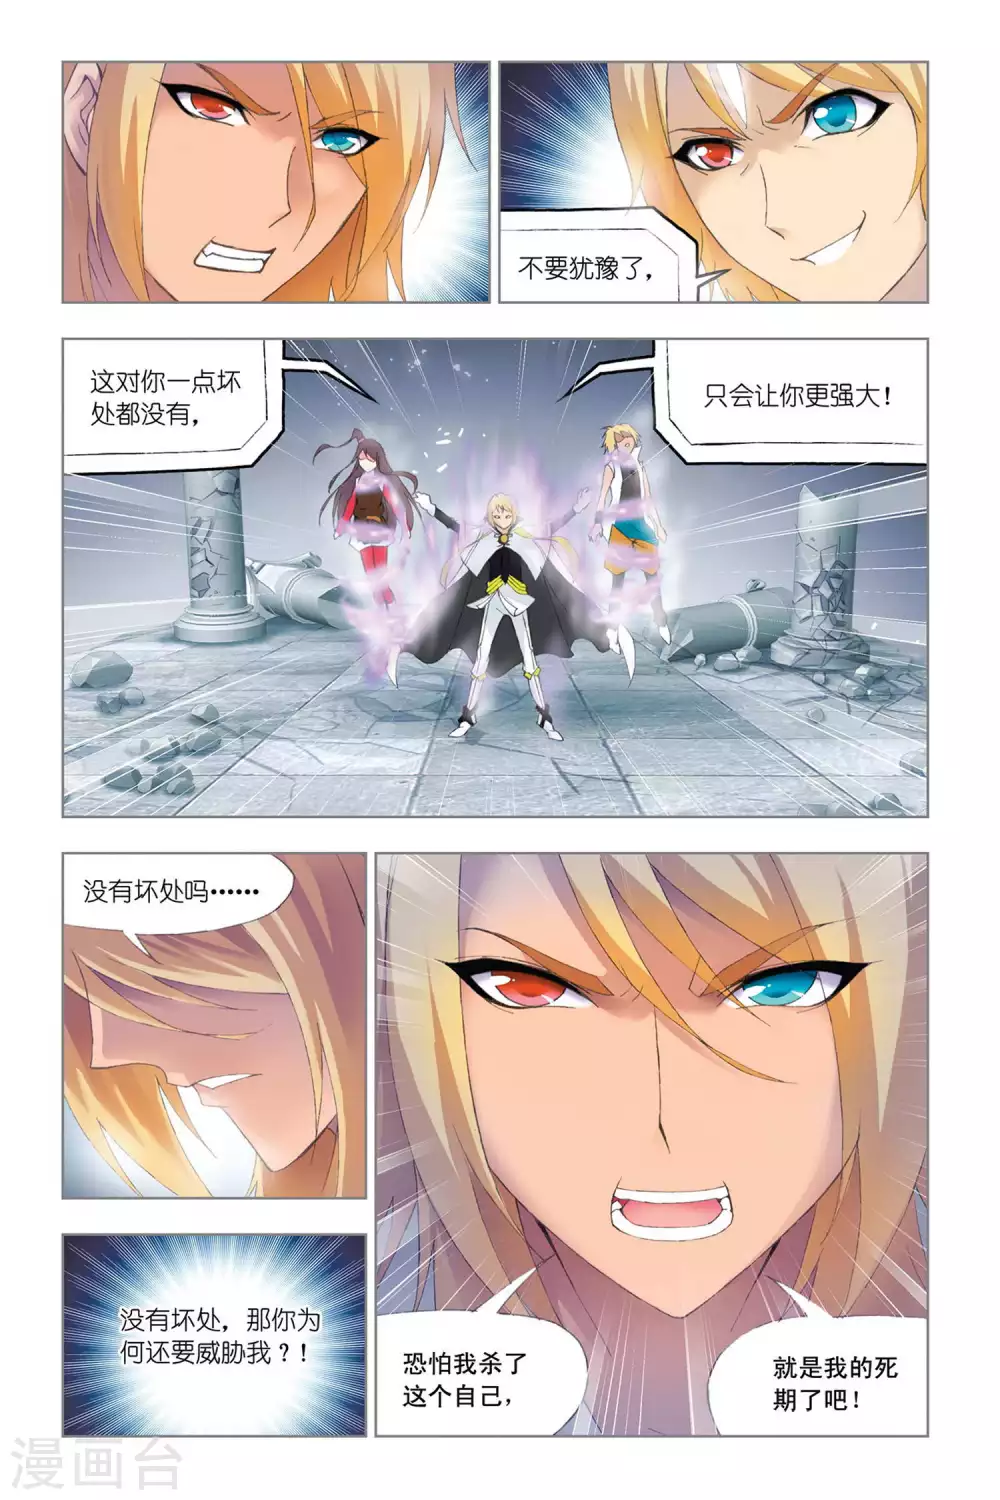 不要犹豫了，
这对你一点坏
处都没有，
只会让你更强大！
没有坏处吗……
没有坏处，那你为
何还要威胁我？！
恐怕我杀了
这个自己，
就是我的死
期了吧！
漫画台